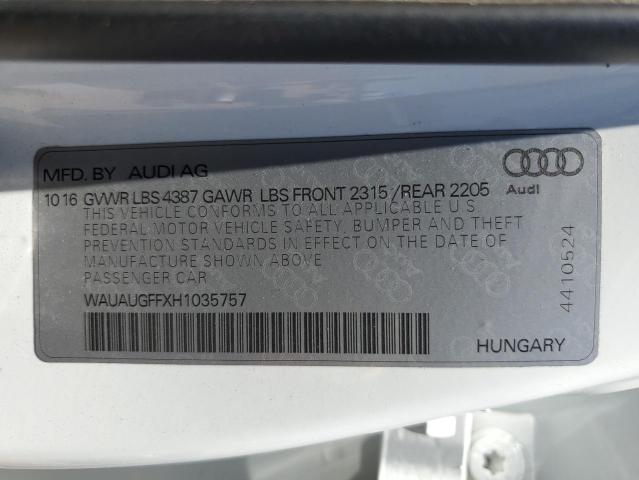 MFD. BY AUDI AG
10 16 GVWR LBS 4387 GAWR LBS FRONT 2315 / REAR 2205
THIS VEHICLE CONFORMS TO ALL APPLICABLE U S
FEDERAL MOTOR VEHICLE SAFETY, BUMPER AND THEFT
PREVENTION STANDARDS IN EFFECT ON THE DATE OF
MANUFACTURE SHOWN ABOVE
PASSENGER CAR
WAUAUGFFXH1035757
HUNGARY
Audi
4410524